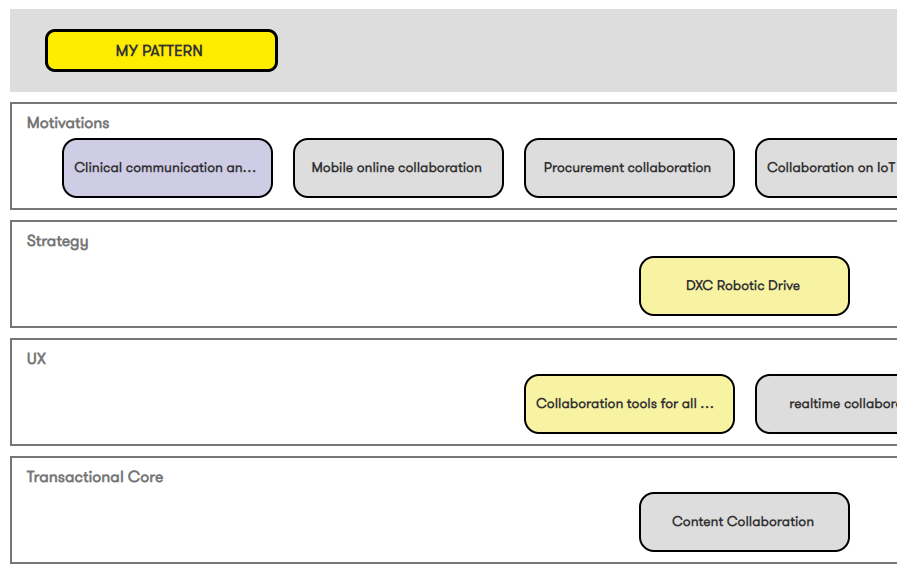 MY PATTERN
Motivations
Clinical communication an...
Mobile online collaboration
Procurement collaboration
Collaboration on IoT
Strategy
DXC Robotic Drive
UX
Collaboration tools for all ...
realtime
Transactional Core
Content Collaboration